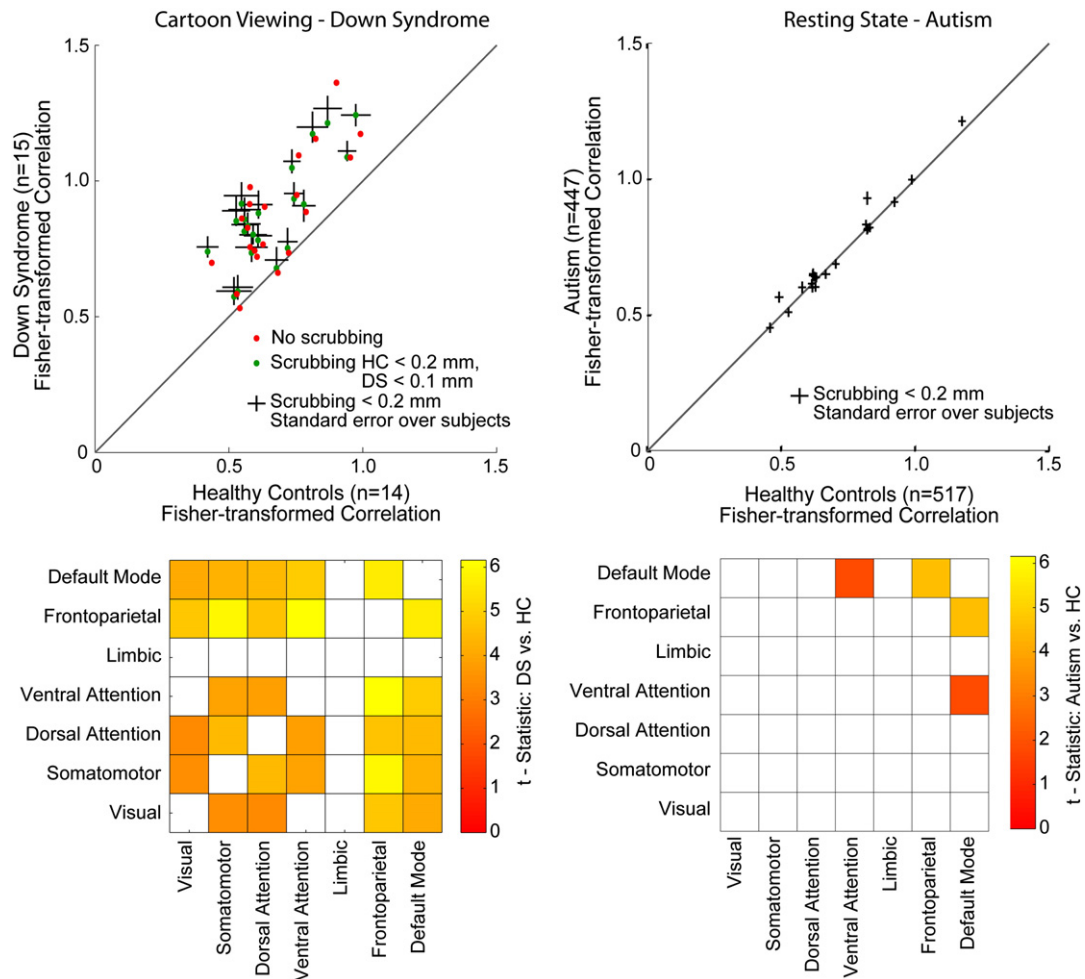 Cartoon Viewing - Down Syndrome
1.5
1.0
0.5
0
0
0.5
1.0
1.5
Down Syndrome (n=15)
Fisher-transformed Correlation
No scrubbing
Scrubbing HC < 0.2 mm,
DS < 0.1 mm
Scrubbing < 0.2 mm
Standard error over subjects
Healthy Controls (n=14)
Fisher-transformed Correlation
Resting State - Autism
1.5
1.0
0.5
0
0
0.5
1.0
1.5
Autism (n=447)
Fisher-transformed Correlation
Scrubbing < 0.2 mm
Standard error over subjects
Healthy Controls (n=517)
Fisher-transformed Correlation
Default Mode
Frontoparietal
Limbic
Ventral Attention
Dorsal Attention
Somatomotor
Visual
Visual
Somatomotor
Dorsal Attention
Ventral Attention
Limbic
Frontoparietal
Default Mode
6
5
4
3
2
1
0
t - Statistic: DS vs. HC
Default Mode
Frontoparietal
Limbic
Ventral Attention
Dorsal Attention
Somatomotor
Visual
Visual
Somatomotor
Dorsal Attention
Ventral Attention
Limbic
Frontoparietal
Default Mode
6
5
4
3
2
1
0
t - Statistic: Autism vs. HC